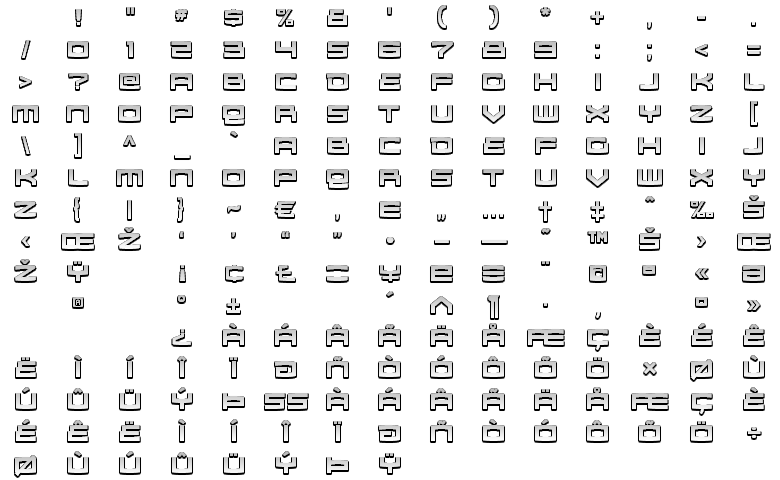 ! " # $ % & ' ( ) * + , - .
/ 0 1 2 3 4 5 6 7 8 9 : ; < =
> ? @ A B C D E F G H I J K L
M N O P Q R S T U V W X Y Z [
\ ] ^ _ ` A B C D E F G H I J
K L M N O P Q R S T U V W X Y
Z { | } ~ € , E „ … † ‡ ˆ ‰ Š
‹ Œ Ž ' ' " " • – — ˜ ™ Š › Œ
Ž Ÿ ¡ ¢ £ ¥ ¨ «
° ± ´ ¶ · ¸ »
¿ À Á Â Ã Ä Å Æ Ç È É Ê
Ë Ì Í Î Ï Ñ Ò Ó Ô Õ Ö × Ø Ù
Ú Û Ü Ý Þ SS À Á Â Ã Ä Å Æ Ç È
É Ê Ë Ì Í Î Ï Ñ Ò Ó Ô Õ Ö ÷
Ø Ù Ú Û Ü Ý Þ Ÿ